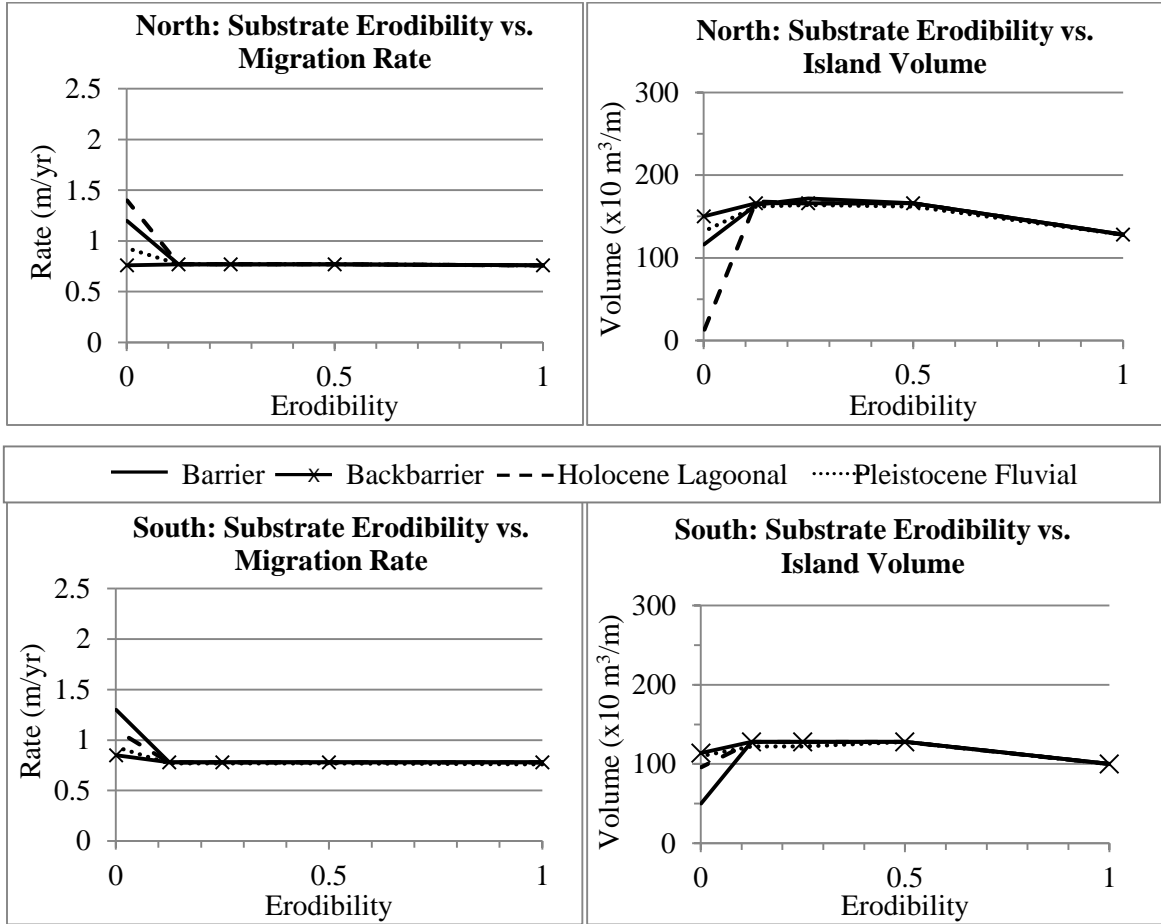 North: Substrate Erodibility vs.
Migration Rate
2.5
2
1.5
1
0.5
0
Rate (m/yr)
0
0.5
1
Erodibility
North: Substrate Erodibility vs.
Island Volume
300
200
100
0
Volume (x10 m³/m)
0
0.5
1
Erodibility
Barrier
Backbarrier
Holocene Lagoonal
Pleistocene Fluvial
South: Substrate Erodibility vs.
Migration Rate
2.5
2
1.5
1
0.5
0
Rate (m/yr)
0
0.5
1
Erodibility
South: Substrate Erodibility vs.
Island Volume
300
200
100
0
Volume (x10 m³/m)
0
0.5
1
Erodibility